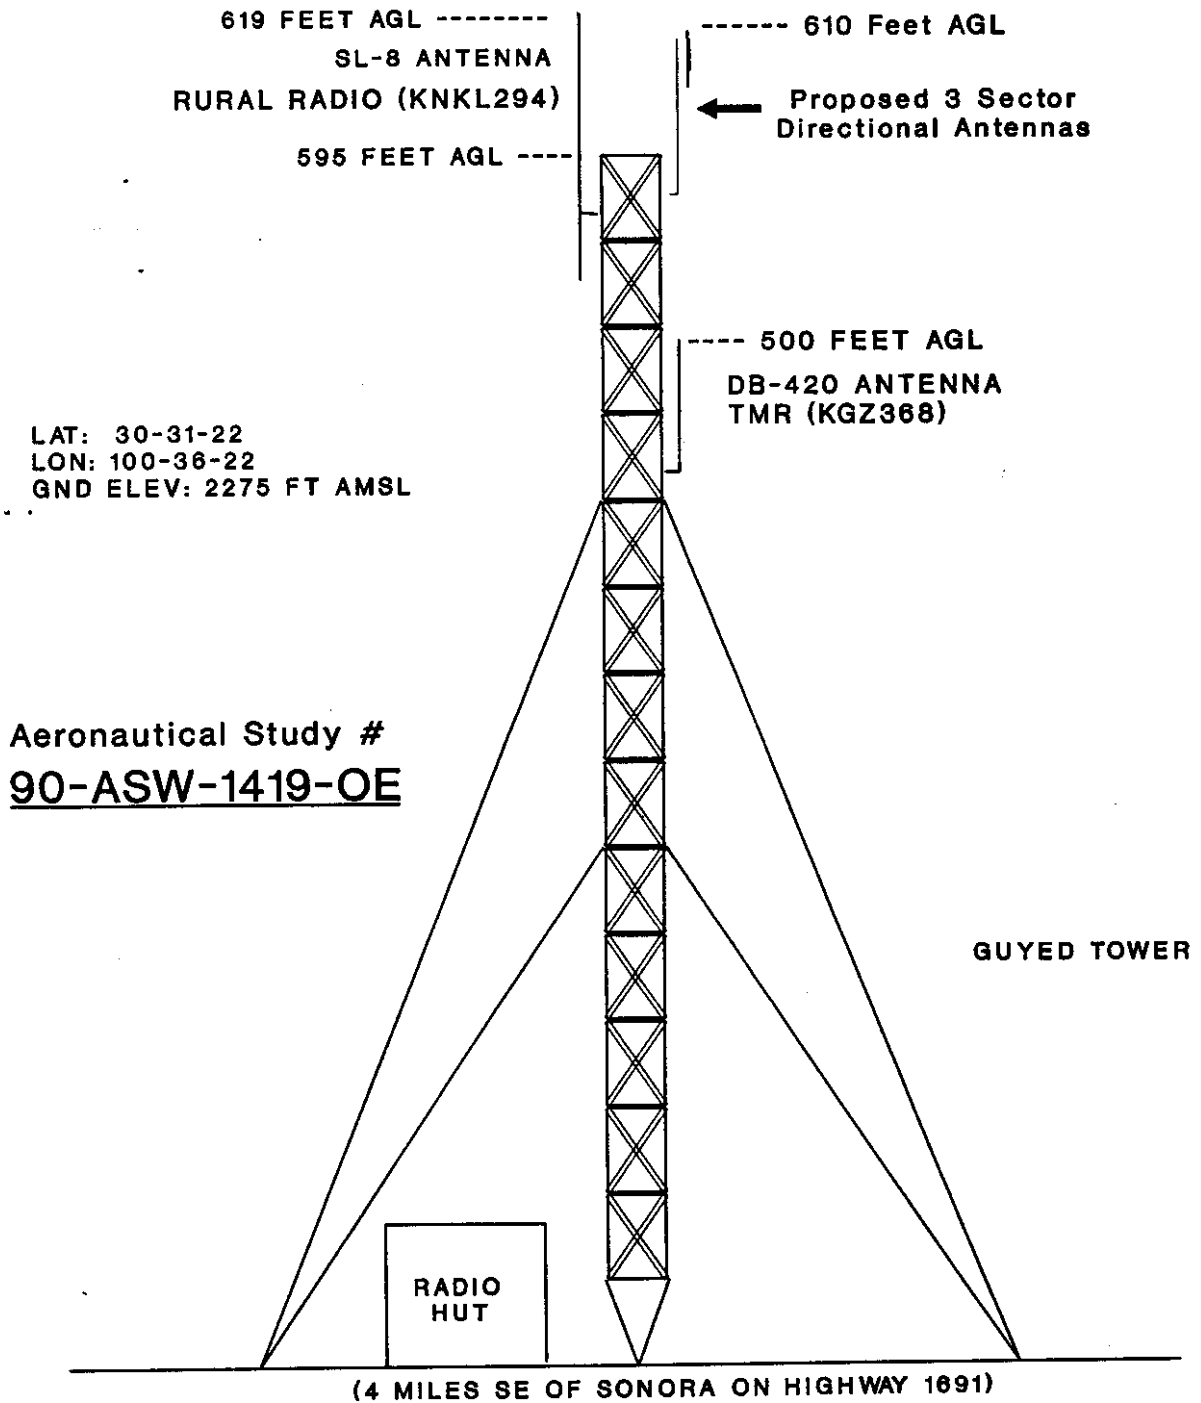 619 FEET AGL --------
SL-8 ANTENNA
RURAL RADIO (KNKL294)
595 FEET AGL ----
------ 610 Feet AGL
Proposed 3 Sector
Directional Antennas
---- 500 FEET AGL
DB-420 ANTENNA
TMR (KGZ368)
LAT: 30-31-22
LON: 100-36-22
GND ELEV: 2275 FT AMSL
Aeronautical Study #
90-ASW-1419-OE
GUYED TOWER
RADIO
HUT
(4 MILES SE OF SONORA ON HIGHWAY 1691)